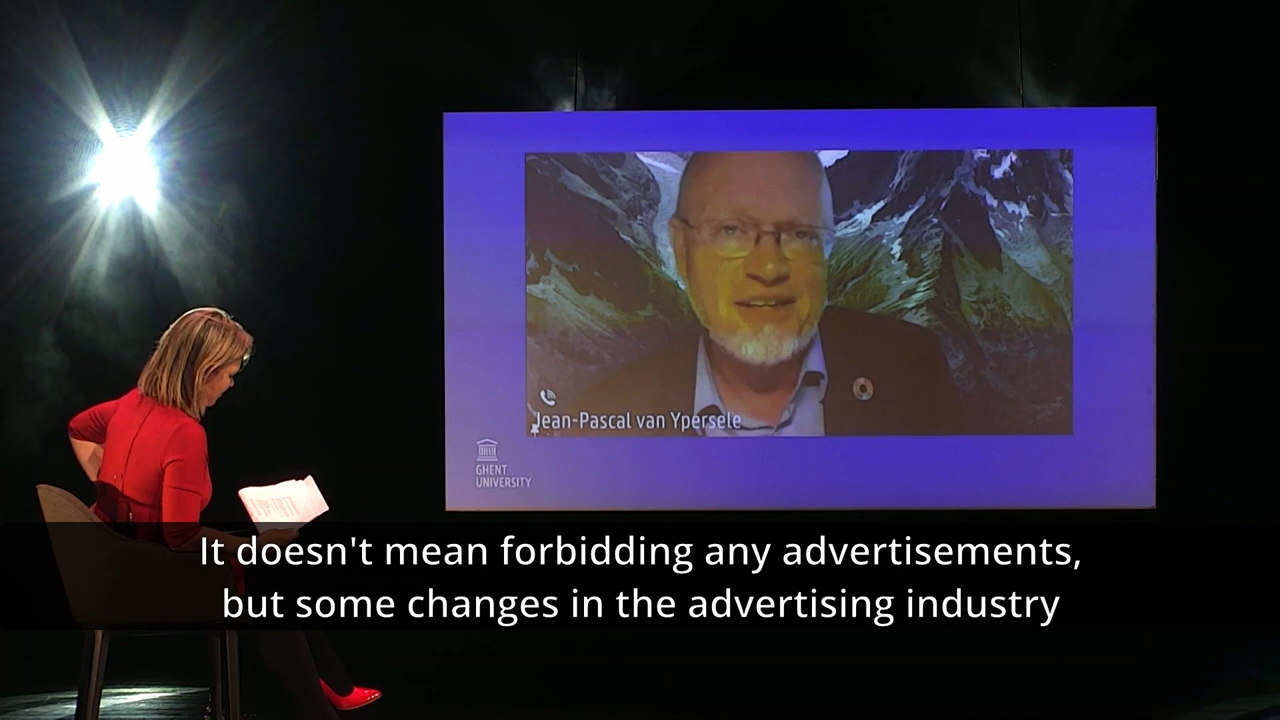 Jean-Pascal van Ypersele
GHENT
UNIVERSITY
It doesn't mean forbidding any advertisements,
but some changes in the advertising industry